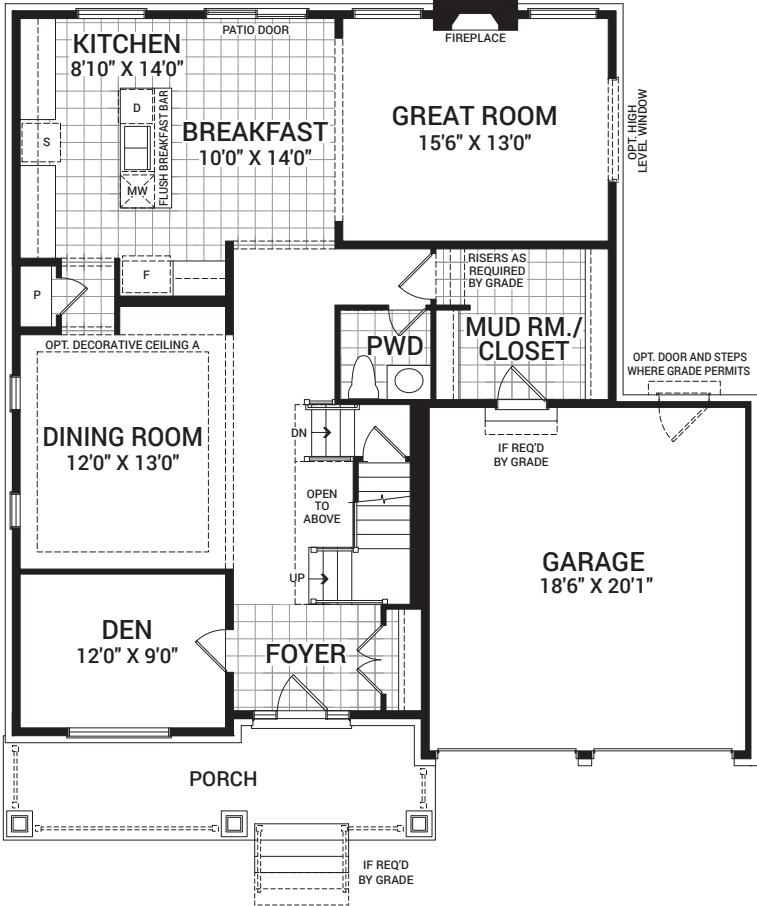 KITCHEN
8'10" X 14'0"
PATIO DOOR
FIREPLACE
D
FLUSH BREAKFAST BAR
S
MW
BREAKFAST
10'0" X 14'0"
GREAT ROOM
15'6" X 13'0"
OPT. HIGH
LEVEL WINDOW
P
F
RISERS AS
REQUIRED
BY GRADE
OPT. DECORATIVE CEILING A
PWD
MUD RM./
CLOSET
OPT. DOOR AND STEPS
WHERE GRADE PERMITS
DINING ROOM
12'0" X 13'0"
DN
IF REQ'D
BY GRADE
OPEN
TO
ABOVE
UP
GARAGE
18'6" X 20'1"
DEN
12'0" X 9'0"
FOYER
PORCH
IF REQ'D
BY GRADE